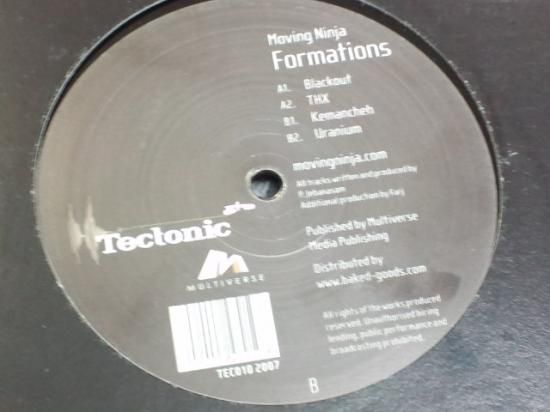 Moving Ninja
Formations
A1. Blackout
A2. THX
B1. Kemancheh
B2. Uranium
movingninja.com
All tracks written and produced by
P. Jebanasam
Additional production by Farj
Tectonic
Published by Multiverse
Media Publishing
MULTIVERSE
Distributed by
www.baked-goods.com
All rights of the works produced
reserved. Unauthorised hiring
lending, public performance and
broadcasting prohibited.
TEC010 2007
B